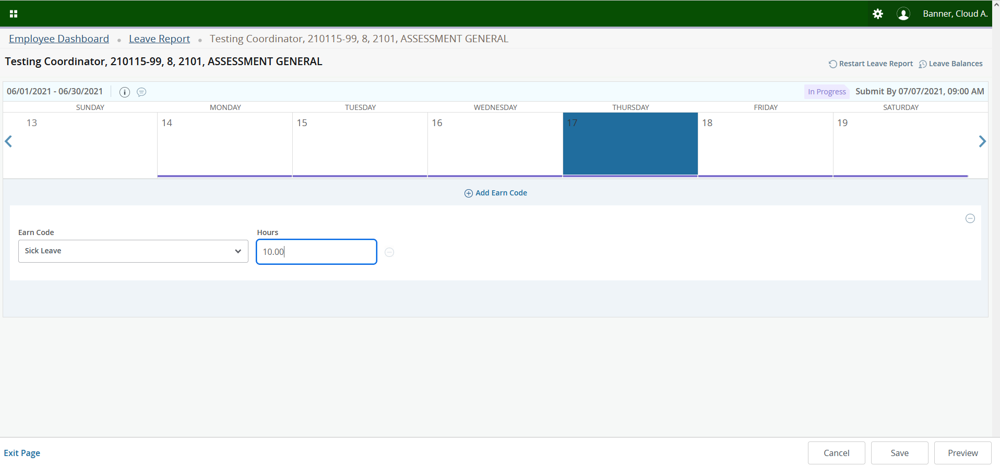 Banner, Cloud A.
Employee Dashboard • Leave Report • Testing Coordinator, 210115-99, 8, 2101, ASSESSMENT GENERAL
Testing Coordinator, 210115-99, 8, 2101, ASSESSMENT GENERAL
Restart Leave Report Leave Balances
06/01/2021 - 06/30/2021
In Progress Submit By 07/07/2021, 09:00 AM
SUNDAY MONDAY TUESDAY WEDNESDAY THURSDAY FRIDAY SATURDAY
13 14 15 16 17 18 19
Add Earn Code
Earn Code Hours
Sick Leave 10.00
Exit Page Cancel Save Preview